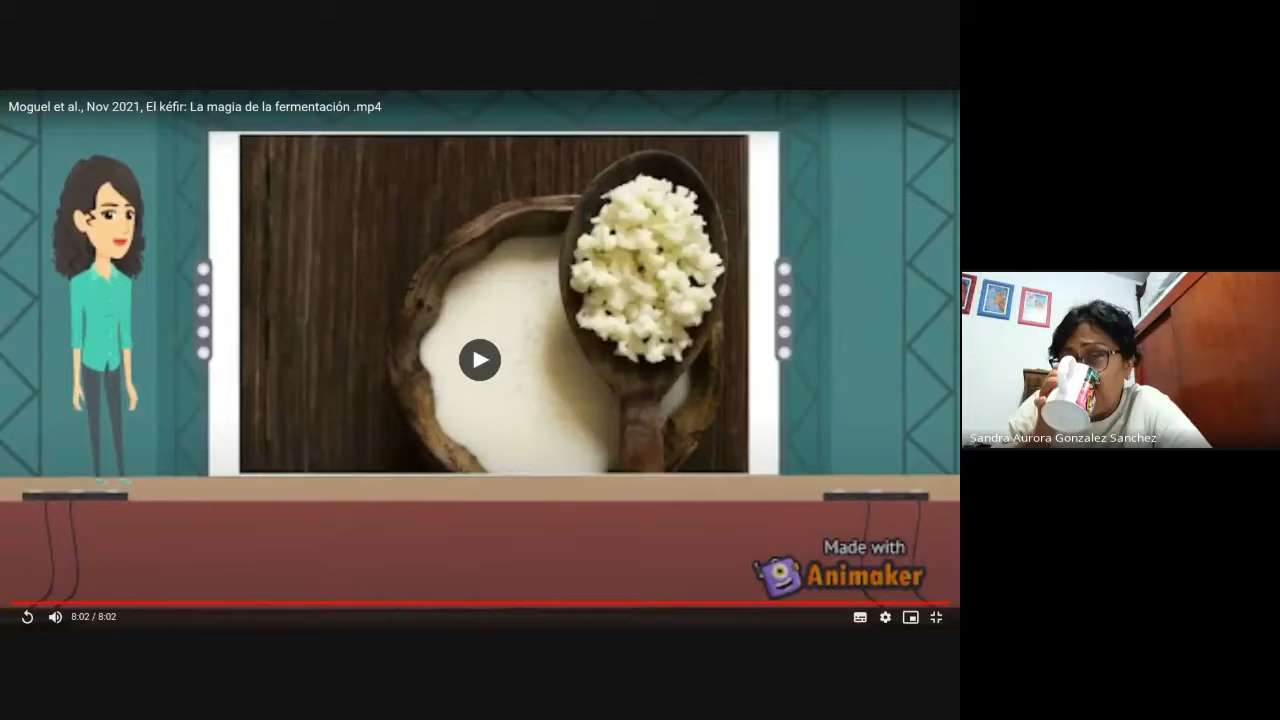 Moguel et al., Nov 2021, El kéfir: La magia de la fermentación .mp4
Made with
Animaker
8:02 / 8:02
Sandra Aurora Gonzalez Sanchez